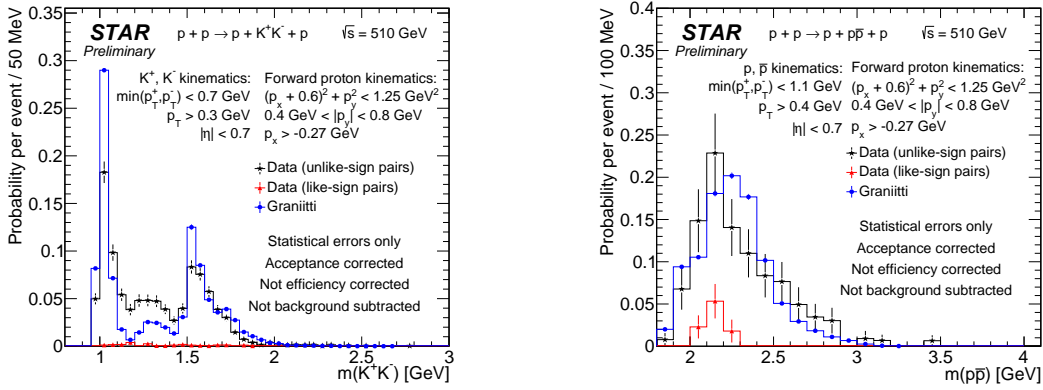 STAR
Preliminary
p + p → p + K⁺K⁻ + p √s = 510 GeV
K⁺, K⁻ kinematics: Forward proton kinematics:
min(p_T⁺,p_T⁻) < 0.7 GeV (p_x + 0.6)² + p_y² < 1.25 GeV²
p_T > 0.3 GeV 0.4 GeV < |p_y| < 0.8 GeV
|η| < 0.7 p_x > -0.27 GeV
Data (unlike-sign pairs)
Data (like-sign pairs)
Graniitti
Statistical errors only
Acceptance corrected
Not efficiency corrected
Not background subtracted
Probability per event / 50 MeV
0.35
0.3
0.25
0.2
0.15
0.1
0.05
0
1 1.5 2 2.5 3
m(K⁺K⁻) [GeV]
STAR
Preliminary
p + p → p + pp̅ + p √s = 510 GeV
p, p̅ kinematics: Forward proton kinematics:
min(p_T⁺,p_T⁻) < 1.1 GeV (p_x + 0.6)² + p_y² < 1.25 GeV²
p_T > 0.4 GeV 0.4 GeV < |p_y| < 0.8 GeV
|η| < 0.7 p_x > -0.27 GeV
Data (unlike-sign pairs)
Data (like-sign pairs)
Graniitti
Statistical errors only
Acceptance corrected
Not efficiency corrected
Not background subtracted
Probability per event / 100 MeV
0.4
0.35
0.3
0.25
0.2
0.15
0.1
0.05
0
2 2.5 3 3.5 4
m(pp̅) [GeV]